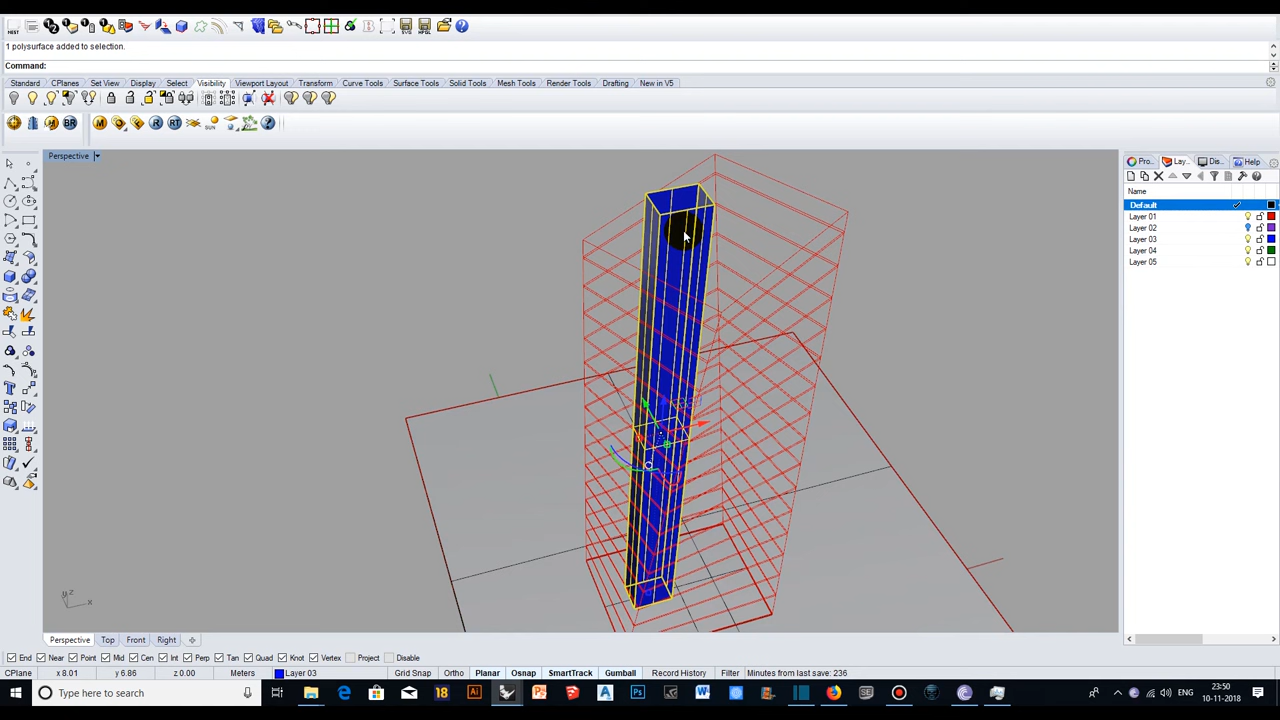 1 polysurface added to selection.
Command:
Standard CPlanes Set View Display Select Visibility Viewport Layout Transform Curve Tools Surface Tools Solid Tools Mesh Tools Render Tools Drafting New in V5
Perspective
Pro... Lay... Dis... Help
Name
Default
Layer 01
Layer 02
Layer 03
Layer 04
Layer 05
z
x
Perspective Top Front Right
End Near Point Mid Cen Int Perp Tan Quad Knot Vertex Project Disable
CPlane x 8.01 y 6.86 z 0.00 Meters Layer 03 Grid Snap Ortho Planar Osnap SmartTrack Gumball Record History Filter Minutes from last save: 236
Type here to search
ENG
23:50
10-11-2018